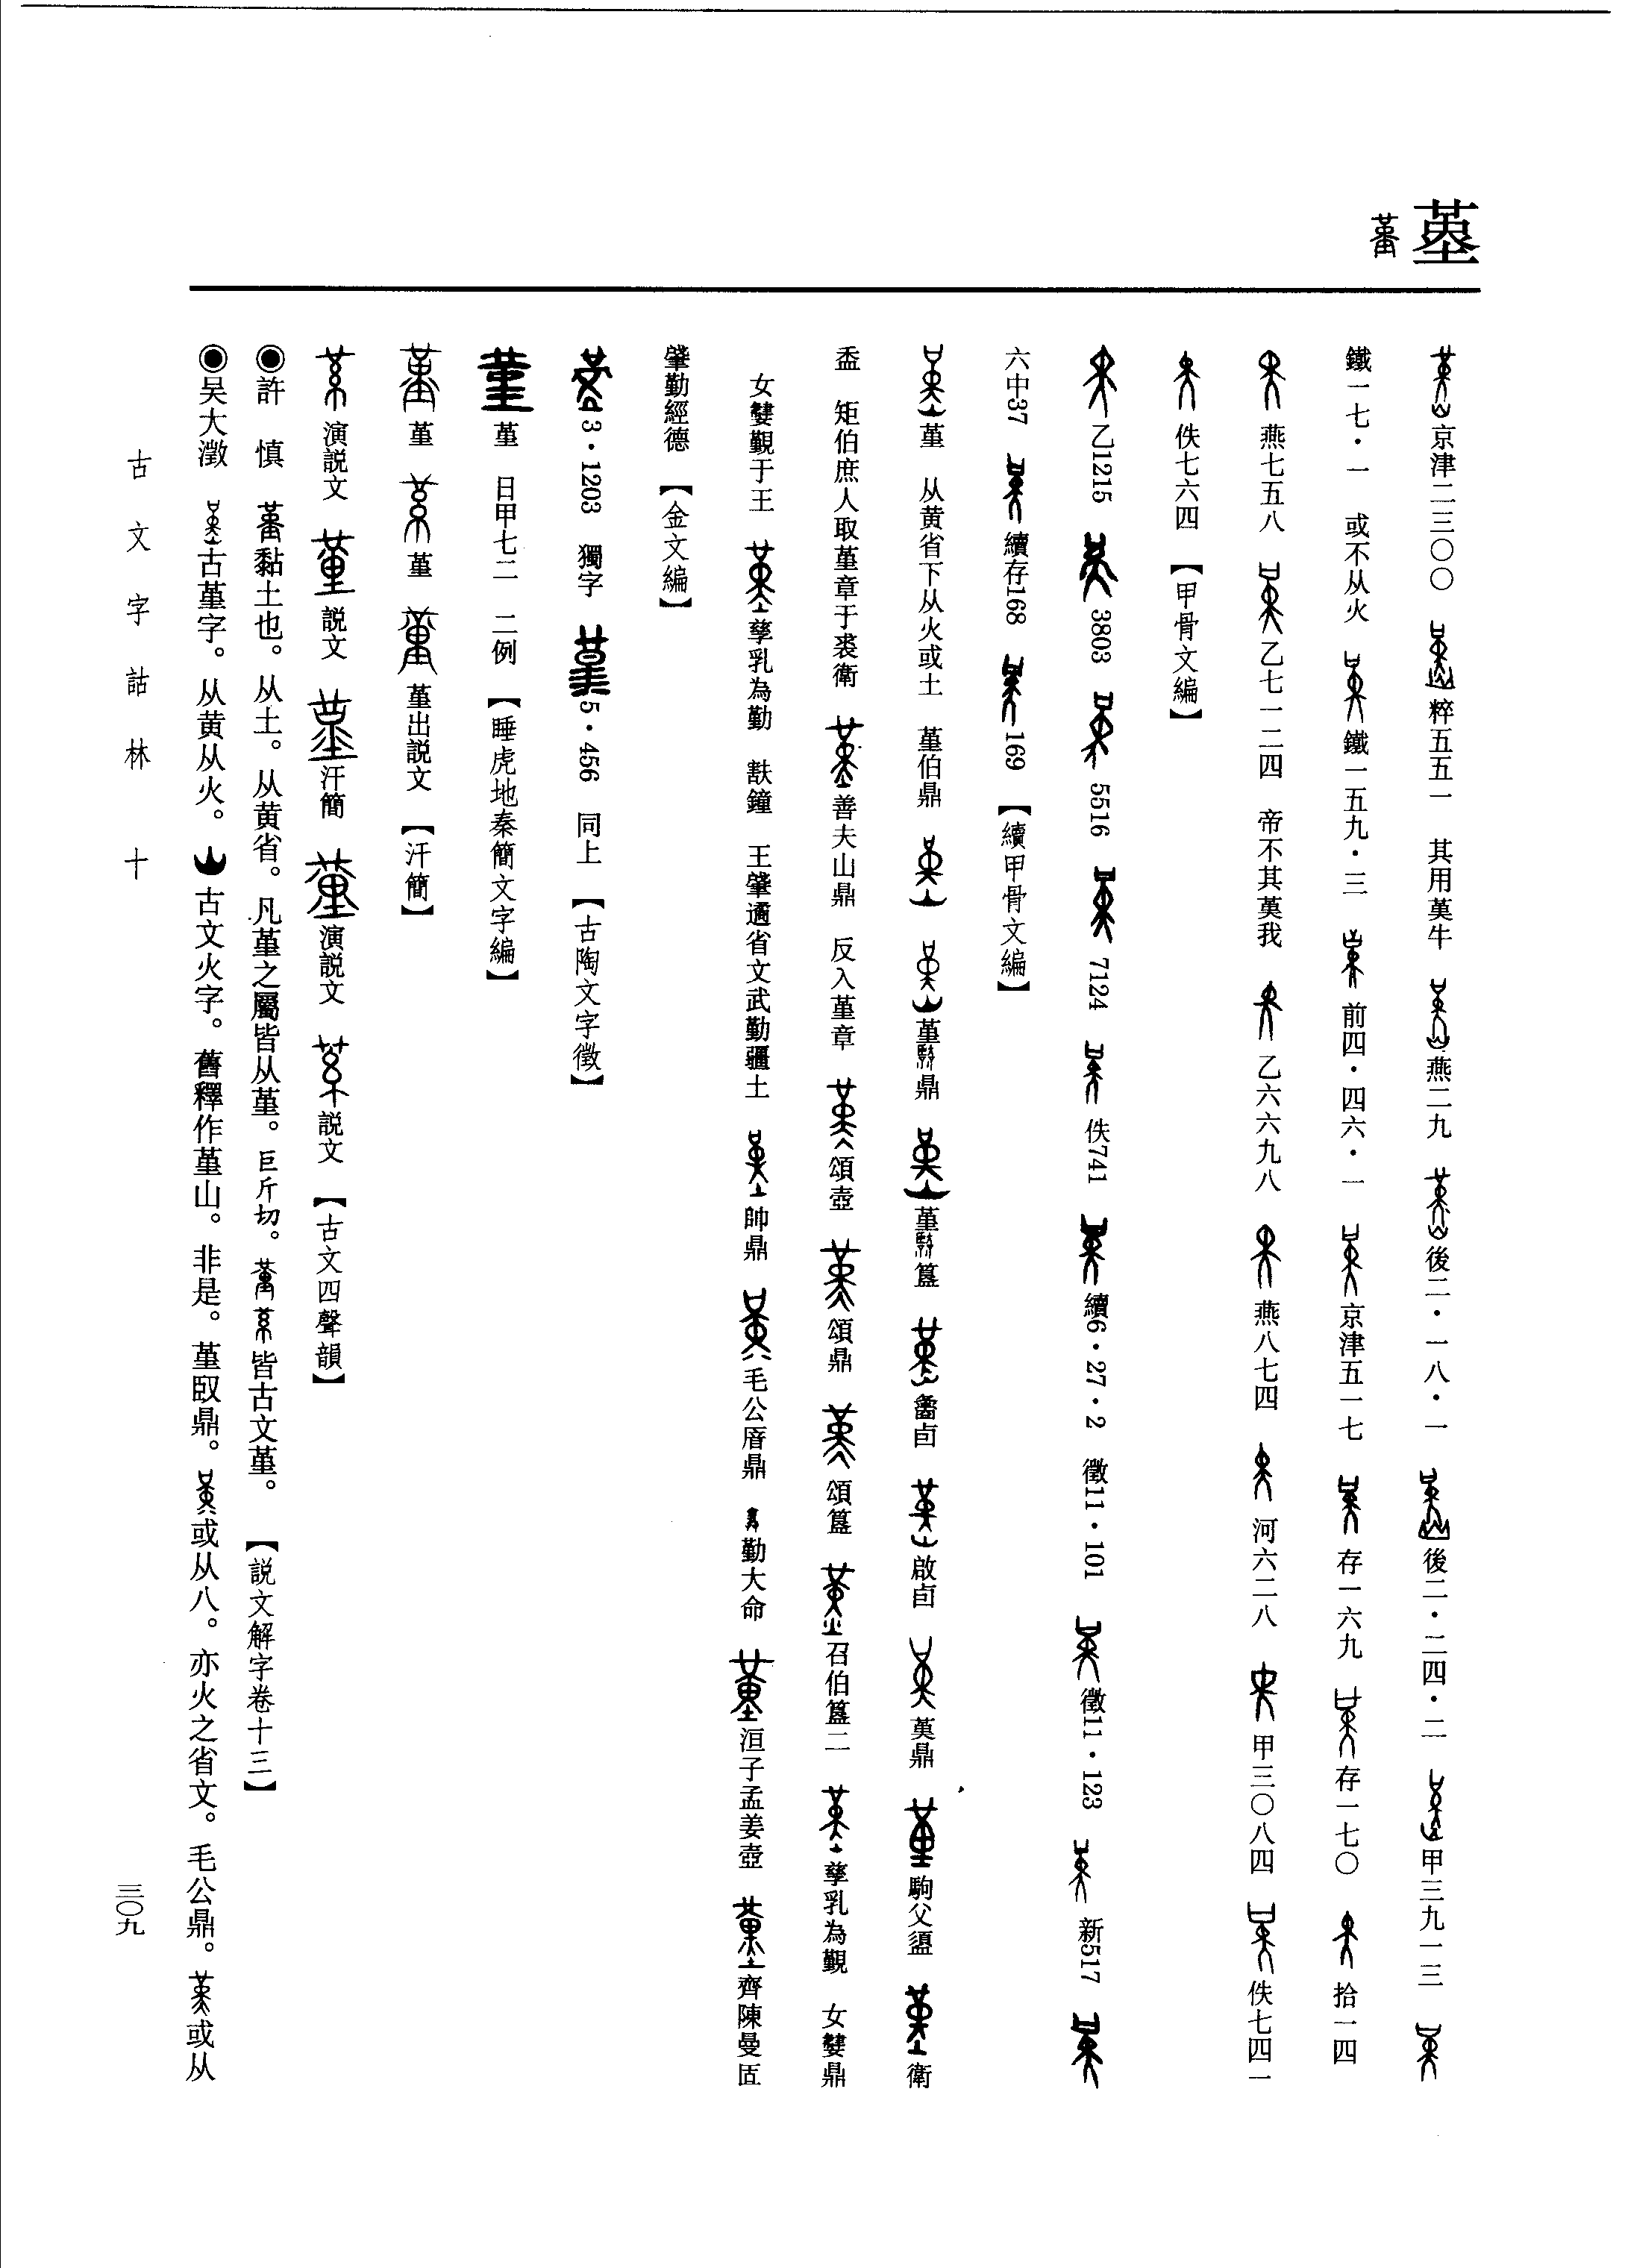 墓
京津二三〇〇 粹五五一 其用莫牛 燕二九 後二·一八·一 後二·二四·二 甲三九一三
鐵一七·一 或不从火 鐵一五九·三 前四·四六·一 京津五一七 存一六九 存一七〇 拾一四
燕七五八 乙七一二四 帝不其莫我 乙六六九八 燕八七四 河六二八 甲三〇八四 佚七四一
佚七六四 【甲骨文編】
乙1215 3803 5516 7124 佚741 續6·27·2 徵11·101 徵11·123 新517
六中37 續存168 169 【續甲骨文編】
堇 从黄省下从火或土 堇伯鼎 堇鼎 堇簋 卣 啟卣 莫鼎 駒父盨 衛
盉 矩伯庶人取堇章于裘衛 善夫山鼎 反入堇章 頌壺 頌鼎 頌簋 召伯簋二 孳乳為覲 女鼎
女覲于王 孳乳為勤 㝬鐘 王肇遹省文武勤疆土 帥鼎 毛公厝鼎 勤大命 洹子孟姜壺 齊陳曼𠤳
肇勤經德 【金文編】
3·1203 獨字 5·456 同上 【古陶文字徵】
堇 日甲七二 二例 【睡虎地秦簡文字編】
堇 堇 堇出説文 【汗簡】
演説文 説文 汗簡 演説文 説文 【古文四聲韻】
◉許 慎 黏土也。从土。从黄省。凡堇之屬皆从堇。巨斤切。皆古文堇。 【説文解字卷十三】
◉吴大澂 古堇字。从黄从火。古文火字。舊釋作堇山。非是。堇臤鼎。或从八。亦火之省文。毛公鼎。或从
古文字詁林 十
三〇九